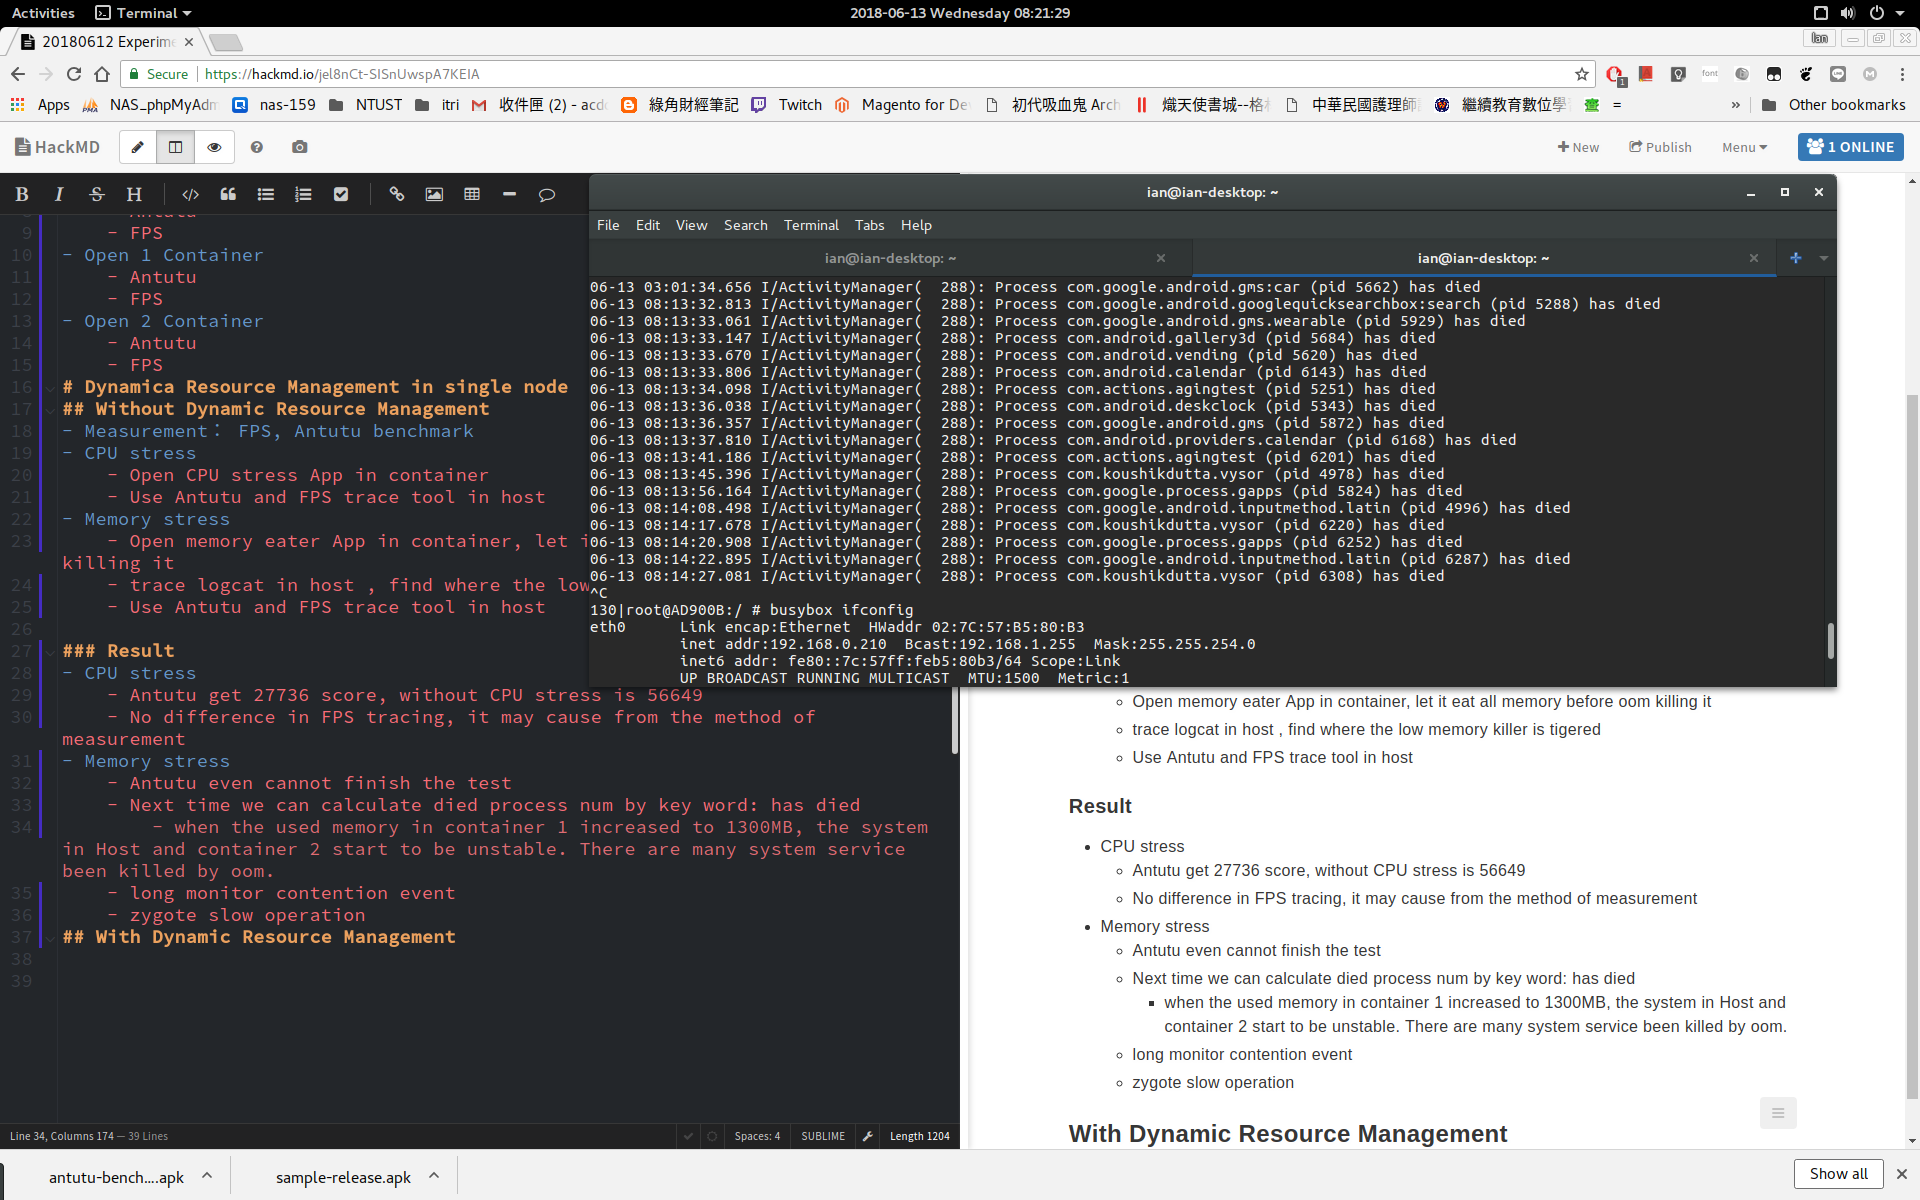 Activities
Terminal
2018-06-13 Wednesday 08:21:29
20180612 Experime
Ian
Secure
https://hackmd.io/jel8nCt-SISnUwspA7KEIA
1
font
Apps
NAS_phpMyAdm
nas-159
NTUST
itri
收件匣 (2) - acdo
綠角財經筆記
Twitch
Magento for De
初代吸血鬼 Arch
熾天使書城--格林
中華民國護理師
繼續教育數位學
=
»
Other bookmarks
HackMD
New
Publish
Menu
1 ONLINE
B I S H
9 - FPS
10 - Open 1 Container
11 - Antutu
12 - FPS
13 - Open 2 Container
14 - Antutu
15 - FPS
16 # Dynamica Resource Management in single node
17 ## Without Dynamic Resource Management
18 - Measurement： FPS, Antutu benchmark
19 - CPU stress
20 - Open CPU stress App in container
21 - Use Antutu and FPS trace tool in host
22 - Memory stress
23 - Open memory eater App in container, let i
killing it
24 - trace logcat in host , find where the low
25 - Use Antutu and FPS trace tool in host
26
27 ### Result
28 - CPU stress
29 - Antutu get 27736 score, without CPU stress is 56649
30 - No difference in FPS tracing, it may cause from the method of
measurement
31 - Memory stress
32 - Antutu even cannot finish the test
33 - Next time we can calculate died process num by key word: has died
34 - when the used memory in container 1 increased to 1300MB, the system
in Host and container 2 start to be unstable. There are many system service
been killed by oom.
35 - long monitor contention event
36 - zygote slow operation
37 ## With Dynamic Resource Management
38
39
Line 34, Columns 174 — 39 Lines
Spaces: 4
SUBLIME
Length 1204
ian@ian-desktop: ~
File Edit View Search Terminal Tabs Help
ian@ian-desktop: ~
ian@ian-desktop: ~
06-13 03:01:34.656 I/ActivityManager( 288): Process com.google.android.gms:car (pid 5662) has died
06-13 08:13:32.813 I/ActivityManager( 288): Process com.google.android.googlequicksearchbox:search (pid 5288) has died
06-13 08:13:33.061 I/ActivityManager( 288): Process com.google.android.gms.wearable (pid 5929) has died
06-13 08:13:33.147 I/ActivityManager( 288): Process com.android.gallery3d (pid 5684) has died
06-13 08:13:33.670 I/ActivityManager( 288): Process com.android.vending (pid 5620) has died
06-13 08:13:33.806 I/ActivityManager( 288): Process com.android.calendar (pid 6143) has died
06-13 08:13:34.098 I/ActivityManager( 288): Process com.actions.agingtest (pid 5251) has died
06-13 08:13:36.038 I/ActivityManager( 288): Process com.android.deskclock (pid 5343) has died
06-13 08:13:36.357 I/ActivityManager( 288): Process com.google.android.gms (pid 5872) has died
06-13 08:13:37.810 I/ActivityManager( 288): Process com.android.providers.calendar (pid 6168) has died
06-13 08:13:41.186 I/ActivityManager( 288): Process com.actions.agingtest (pid 6201) has died
06-13 08:13:45.396 I/ActivityManager( 288): Process com.koushikdutta.vysor (pid 4978) has died
06-13 08:13:56.164 I/ActivityManager( 288): Process com.google.process.gapps (pid 5824) has died
06-13 08:14:08.498 I/ActivityManager( 288): Process com.google.android.inputmethod.latin (pid 4996) has died
06-13 08:14:17.678 I/ActivityManager( 288): Process com.koushikdutta.vysor (pid 6220) has died
06-13 08:14:20.908 I/ActivityManager( 288): Process com.google.process.gapps (pid 6252) has died
06-13 08:14:22.895 I/ActivityManager( 288): Process com.google.android.inputmethod.latin (pid 6287) has died
06-13 08:14:27.081 I/ActivityManager( 288): Process com.koushikdutta.vysor (pid 6308) has died
^C
130|root@AD900B:/ # busybox ifconfig
eth0 Link encap:Ethernet HWaddr 02:7C:57:B5:80:B3
inet addr:192.168.0.210 Bcast:192.168.1.255 Mask:255.255.254.0
inet6 addr: fe80::7c:57ff:feb5:80b3/64 Scope:Link
UP BROADCAST RUNNING MULTICAST MTU:1500 Metric:1
Open memory eater App in container, let it eat all memory before oom killing it
trace logcat in host , find where the low memory killer is tigered
Use Antutu and FPS trace tool in host
Result
CPU stress
Antutu get 27736 score, without CPU stress is 56649
No difference in FPS tracing, it may cause from the method of measurement
Memory stress
Antutu even cannot finish the test
Next time we can calculate died process num by key word: has died
when the used memory in container 1 increased to 1300MB, the system in Host and
container 2 start to be unstable. There are many system service been killed by oom.
long monitor contention event
zygote slow operation
With Dynamic Resource Management
antutu-bench....apk
sample-release.apk
Show all